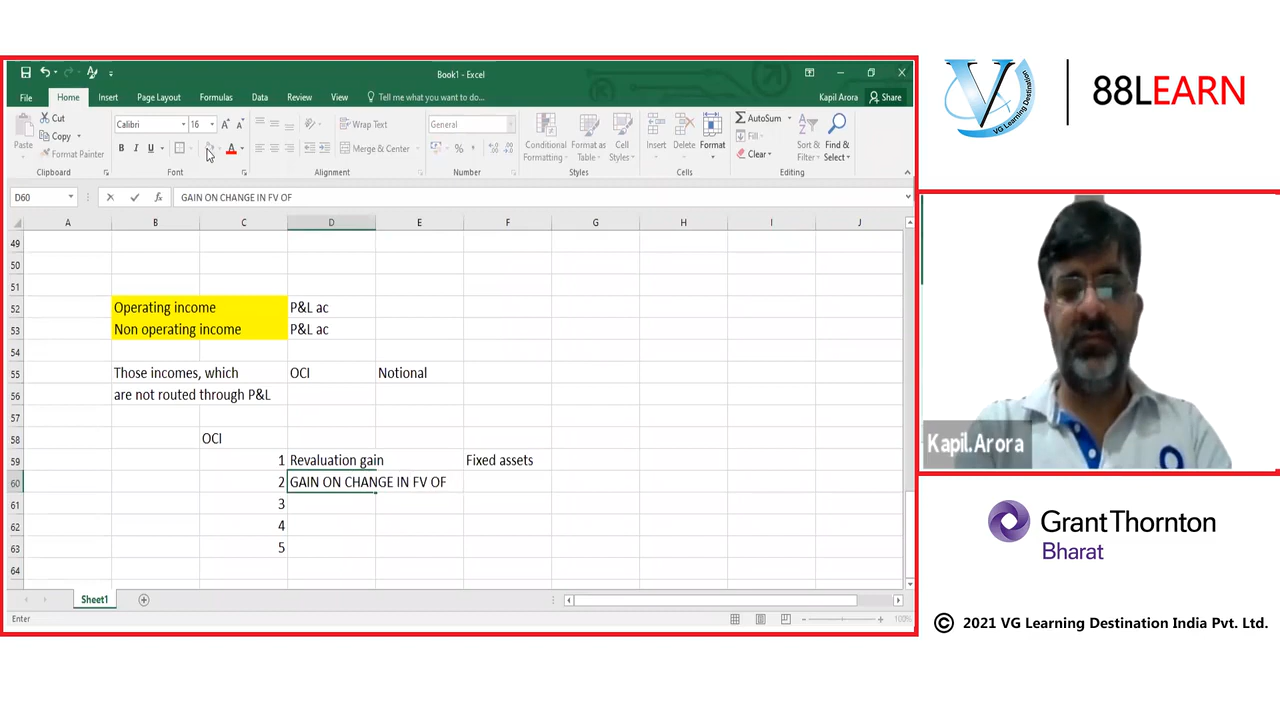 Book1 - Excel
File Home Insert Page Layout Formulas Data Review View Tell me what you want to do... Kapil Arora Share
Paste Cut Copy Format Painter
Calibri 16 B I U
Wrap Text Merge & Center
General %
Conditional Formatting Format as Table Cell Styles
Insert Delete Format
AutoSum Fill Clear Sort & Filter Find & Select
Clipboard Font Alignment Number Styles Cells Editing
D60 fx GAIN ON CHANGE IN FV OF
A B C D E F G H I J
49
50
51
52 Operating income P&L ac
53 Non operating income P&L ac
54
55 Those incomes, which OCI Notional
56 are not routed through P&L
57
58 OCI
59 1 Revaluation gain Fixed assets
60 2 GAIN ON CHANGE IN FV OF
61 3
62 4
63 5
64
Sheet1
Enter 100%
VG Learning Destination
88LEARN
Kapil.Arora
Grant Thornton
Bharat
© 2021 VG Learning Destination India Pvt. Ltd.